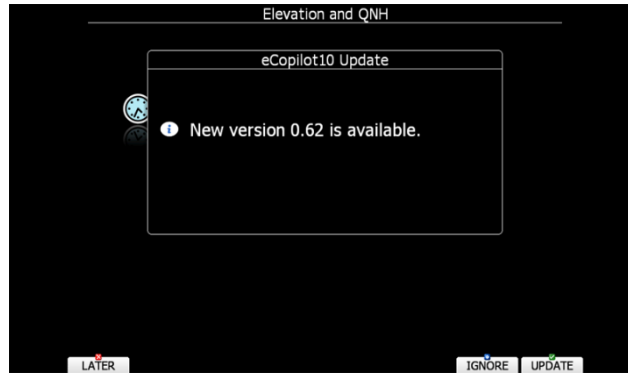 Elevation and QNH
eCopilot10 Update
New version 0.62 is available.
LATER
IGNORE
UPDATE